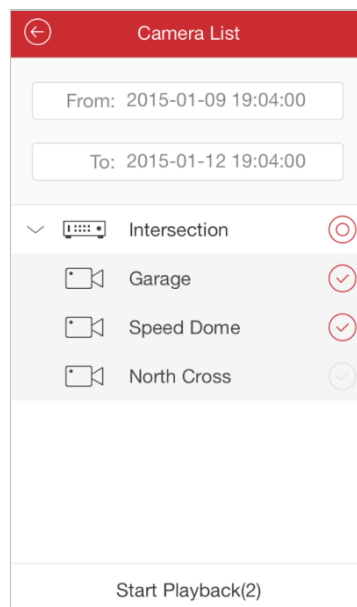 Camera List
From: 2015-01-09 19:04:00
To: 2015-01-12 19:04:00
Intersection
Garage
Speed Dome
North Cross
Start Playback(2)